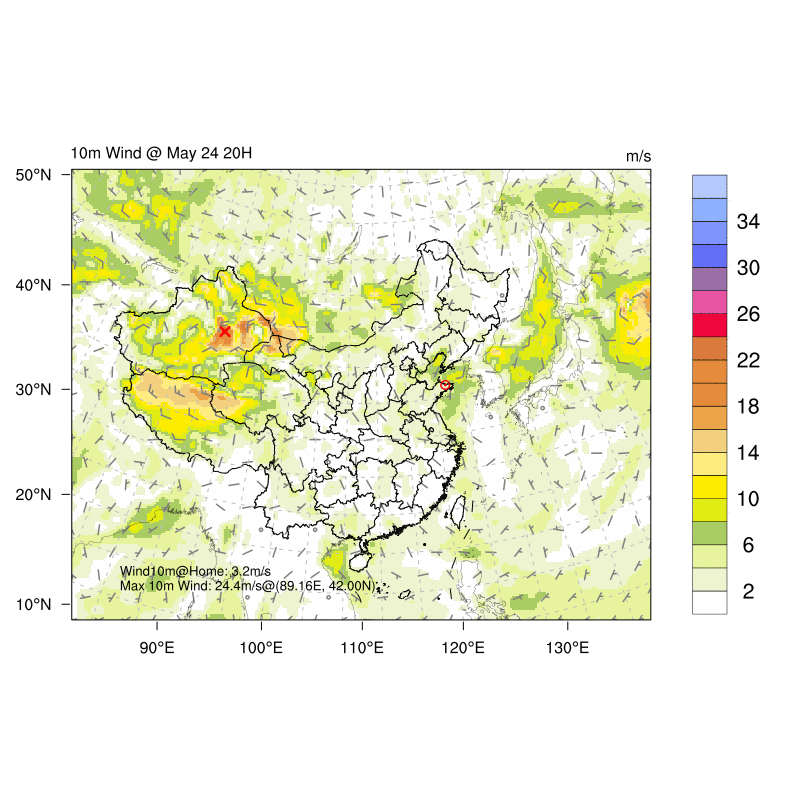 10m Wind @ May 24 20H
m/s
50°N
40°N
30°N
20°N
10°N
34
30
26
22
18
14
10
6
2
Wind10m@Home: 3.2m/s
Max 10m Wind: 24.4m/s@(89.16E, 42.00N)
90°E 100°E 110°E 120°E 130°E